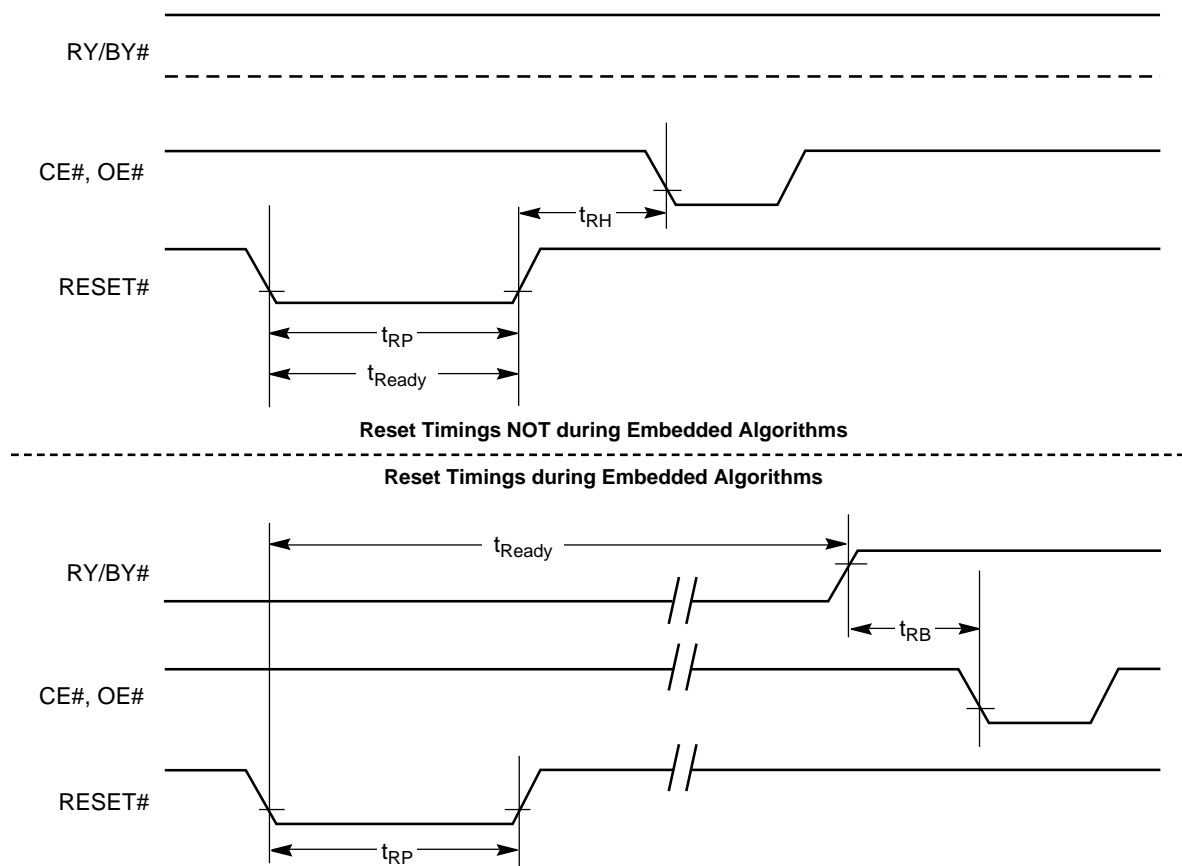 RY/BY#
CE#, OE#
tRH
RESET#
tRP
tReady
Reset Timings NOT during Embedded Algorithms
Reset Timings during Embedded Algorithms
tReady
RY/BY#
tRB
CE#, OE#
RESET#
tRP